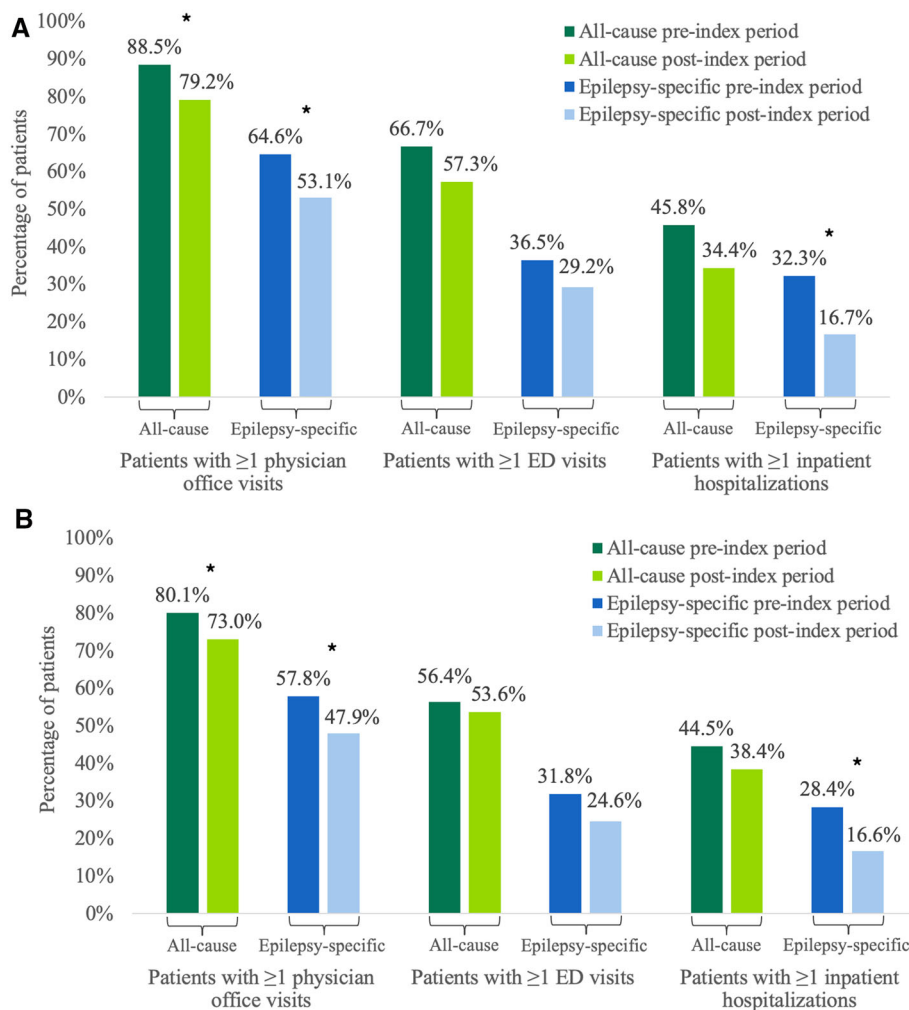 A
100%
90%
80%
70%
60%
50%
40%
30%
20%
10%
0%
Percentage of patients
All-cause pre-index period
All-cause post-index period
Epilepsy-specific pre-index period
Epilepsy-specific post-index period
88.5%
*
79.2%
64.6%
*
53.1%
66.7%
57.3%
36.5%
29.2%
45.8%
34.4%
32.3%
*
16.7%
All-cause
Epilepsy-specific
All-cause
Epilepsy-specific
All-cause
Epilepsy-specific
Patients with ≥1 physician
office visits
Patients with ≥1 ED visits
Patients with ≥1 inpatient
hospitalizations
B
100%
90%
80%
70%
60%
50%
40%
30%
20%
10%
0%
Percentage of patients
All-cause pre-index period
All-cause post-index period
Epilepsy-specific pre-index period
Epilepsy-specific post-index period
80.1%
*
73.0%
57.8%
*
47.9%
56.4%
53.6%
31.8%
24.6%
44.5%
38.4%
28.4%
*
16.6%
All-cause
Epilepsy-specific
All-cause
Epilepsy-specific
All-cause
Epilepsy-specific
Patients with ≥1 physician
office visits
Patients with ≥1 ED visits
Patients with ≥1 inpatient
hospitalizations